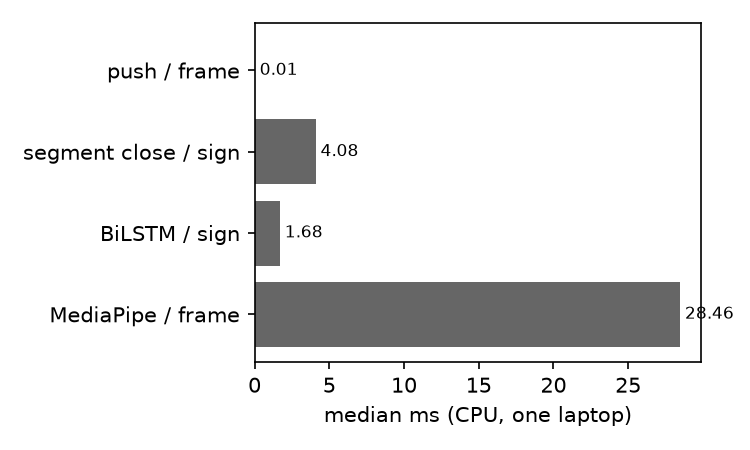 push / frame 0.01
segment close / sign 4.08
BiLSTM / sign 1.68
MediaPipe / frame 28.46
0 5 10 15 20 25
median ms (CPU, one laptop)